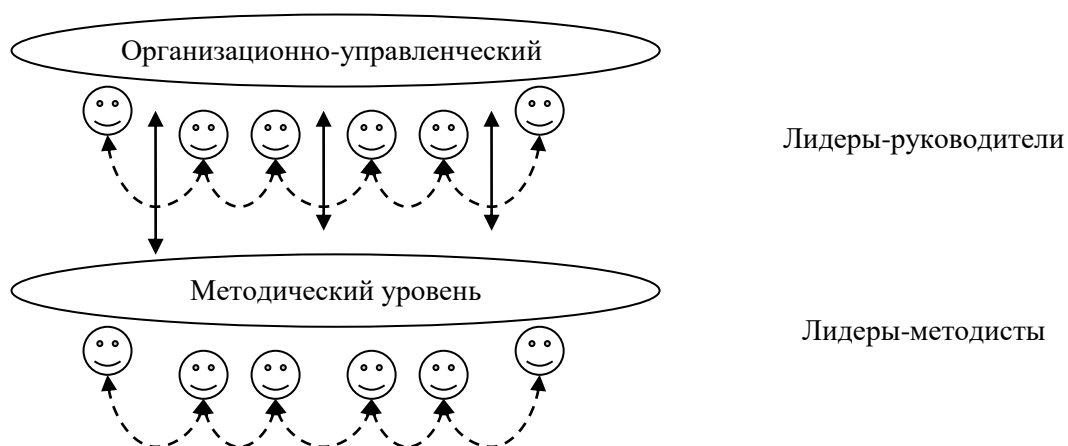 Организационно-управленческий
Лидеры-руководители
Методический уровень
Лидеры-методисты